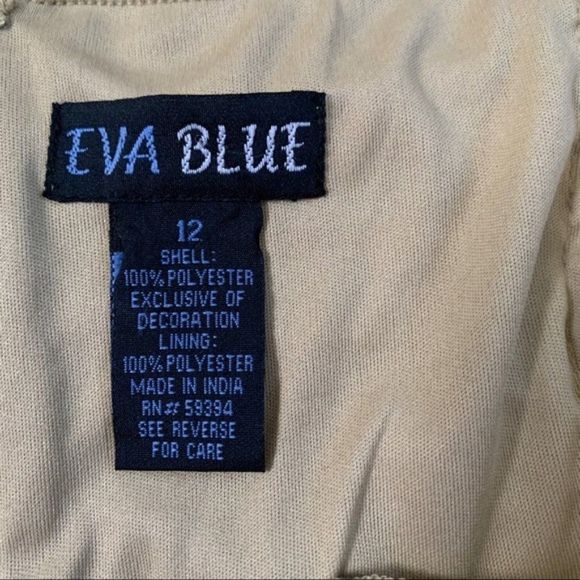 EVA BLUE
12
SHELL:
100% POLYESTER
EXCLUSIVE OF
DECORATION
LINING:
100% POLYESTER
MADE IN INDIA
RN# 59394
SEE REVERSE
FOR CARE